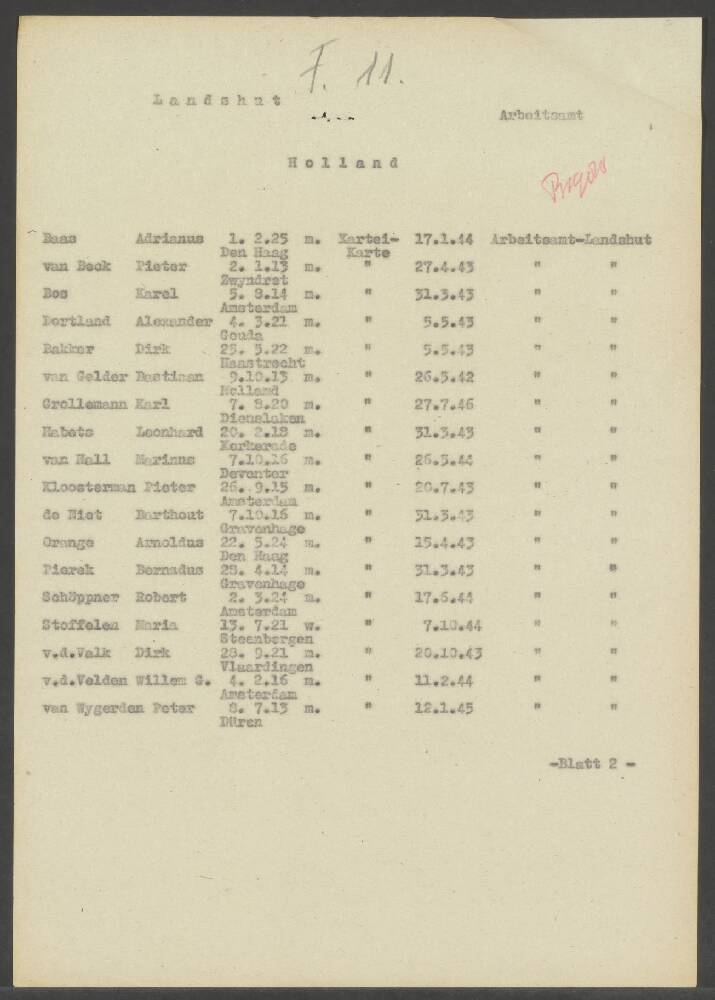 F. 11.
Landshut
Arbeitsamt
Holland
Baas Adrianus 1. 2.25 m. Kartei- 17.1.44 Arbeitsamt-Landshut
Den Haag Karte
van Beck Pieter 2. 1.13 m. " 27.4.43 " "
Zwyndret
Bos Karel 5. 8.14 m. " 31.3.43 " "
Amsterdam
Dortland Alexander 4. 3.21 m. " 5.5.43 " "
Gouda
Bakker Dirk 25. 5.22 m. " 5.5.43 " "
Haastrecht
van Gelder Bastiaan 9.10.13 m. " 26.5.42 " "
Holland
Grollemann Karl 7. 8.20 m. " 27.7.46 " "
Dienslaken
Habets Leonhard 20. 2.18 m. " 31.3.43 " "
Kerkerade
van Hall Marinus 7.10.16 m. " 26.5.44 " "
Deventer
Kloosterman Pieter 26. 9.15 m. " 20.7.43 " "
Amsterdam
de Niet Barthout 7.10.16 m. " 31.3.43 " "
Gravenhage
Orange Arnoldus 22. 5.24 m. " 15.4.43 " "
Den Haag
Pierek Bernadus 28. 4.14 m. " 31.3.43 " "
Gravenhage
Schöppner Robert 2. 3.24 m. " 17.6.44 " "
Amsterdam
Stoffelen Maria 13. 7.21 w. " 7.10.44 " "
Steenbergen
v.d.Valk Dirk 28. 9.21 m. " 20.10.43 " "
Vlaardingen
v.d.Velden Willem G. 4. 2.16 m. " 11.2.44 " "
Amsterdam
van Wygerden Peter 8. 7.13 m. " 12.1.45 " "
Düren
-Blatt 2 -